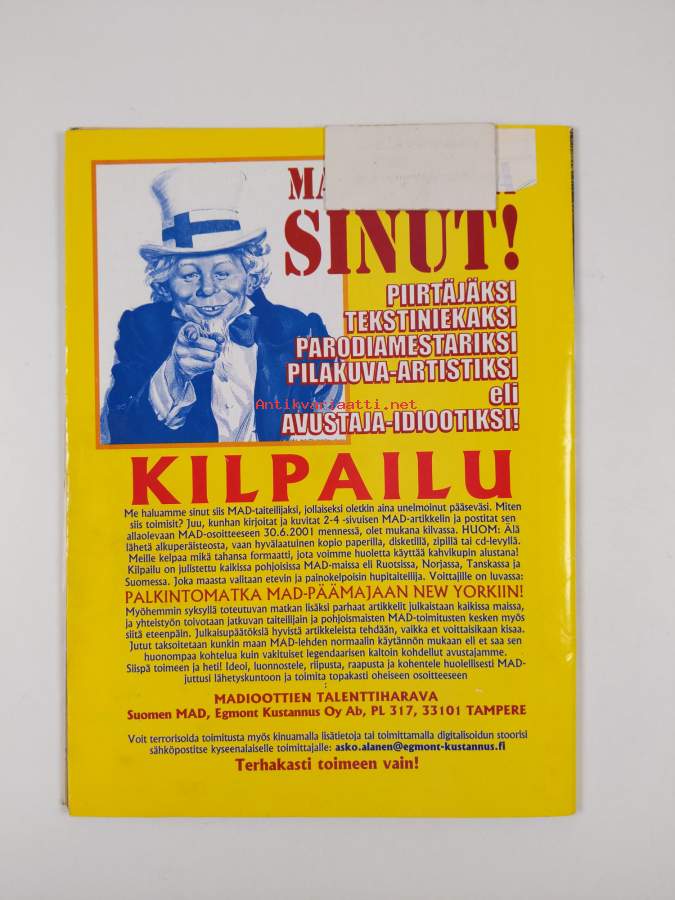 MA
SINUT!
PIIRTÄJÄKSI
TEKSTINIEKAKSI
PARODIAMESTARIKSI
PILAKUVA-ARTISTIKSI
eli
AVUSTAJA-IDIOOTIKSI!
Antikvariaatti.net
KILPAILU
Me haluamme sinut siis MAD-taiteilijaksi, jollaiseksi oletkin aina unelmoinut pääseväsi. Miten
siis toimisit? Juu, kunhan kirjoitat ja kuvitat 2-4 -sivuisen MAD-artikkelin ja postitat sen
allaolevaan MAD-osoitteeseen 30.6.2001 mennessä, olet mukana kilvassa. HUOM: Älä
lähetä alkuperäisteosta, vaan hyvälaatuinen kopio paperilla, disketillä, zipillä tai cd-levyllä.
Meille kelpaa mikä tahansa formaatti, jota voimme huoletta käyttää kahvikupin alustana!
Kilpailu on julistettu kaikissa pohjoisissa MAD-maissa eli Ruotsissa, Norjassa, Tanskassa ja
Suomessa. Joka maasta valitaan etevin ja painokelpoisin hupitaiteilija. Voittajille on luvassa:
PALKINTOMATKA MAD-PÄÄMAJAAN NEW YORKIIN!
Myöhemmin syksyllä toteutuvan matkan lisäksi parhaat artikkelit julkaistaan kaikissa maissa,
ja yhteistyön toivotaan jatkuvan taiteilijain ja pohjoismaisten MAD-toimitusten kesken myös
siitä eteenpäin. Julkaisupäätöksiä hyvistä artikkeleista tehdään, vaikka et voittaisikaan kisaa.
Jutut taksoitetaan kunkin maan MAD-lehden normaalin käytännön mukaan eli et saa sen
huonompaa kohtelua kuin vakituiset legendaarisen kaltoin kohdellut avustajamme.
Siispä toimeen ja heti! Ideoi, luonnostele, riipusta, raapusta ja kohentele huolellisesti MAD-
juttusi lähetyskuntoon ja toimita topakasti oheiseen osoitteeseen
:
MADIOOTTIEN TALENTTIHARAVA
Suomen MAD, Egmont Kustannus Oy Ab, PL 317, 33101 TAMPERE
Voit terrorisoida toimitusta myös kinuamalla lisätietoja tai toimittamalla digitalisoidun stoorisi
sähköpostitse kyseenalaiselle toimittajalle: asko.alanen@egmont-kustannus.fi
Terhakasti toimeen vain!